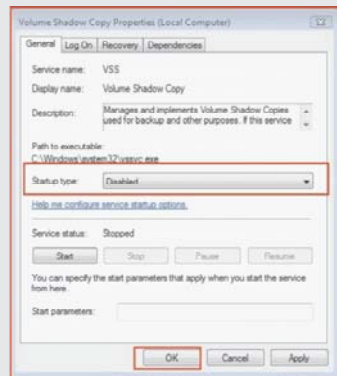 Volume Shadow Copy Properties (Local Computer)
General Log On Recovery Dependencies
Service name: VSS
Display name: Volume Shadow Copy
Description: Manages and implements Volume Shadow Copies
used for backup and other purposes. If this service
Path to executable:
C:\Windows\system32\vssvc.exe
Startup type: Disabled
Help me configure service startup options.
Service status: Stopped
Start Stop Pause Resume
You can specify the start parameters that apply when you start the service
from here.
Start parameters:
OK Cancel Apply